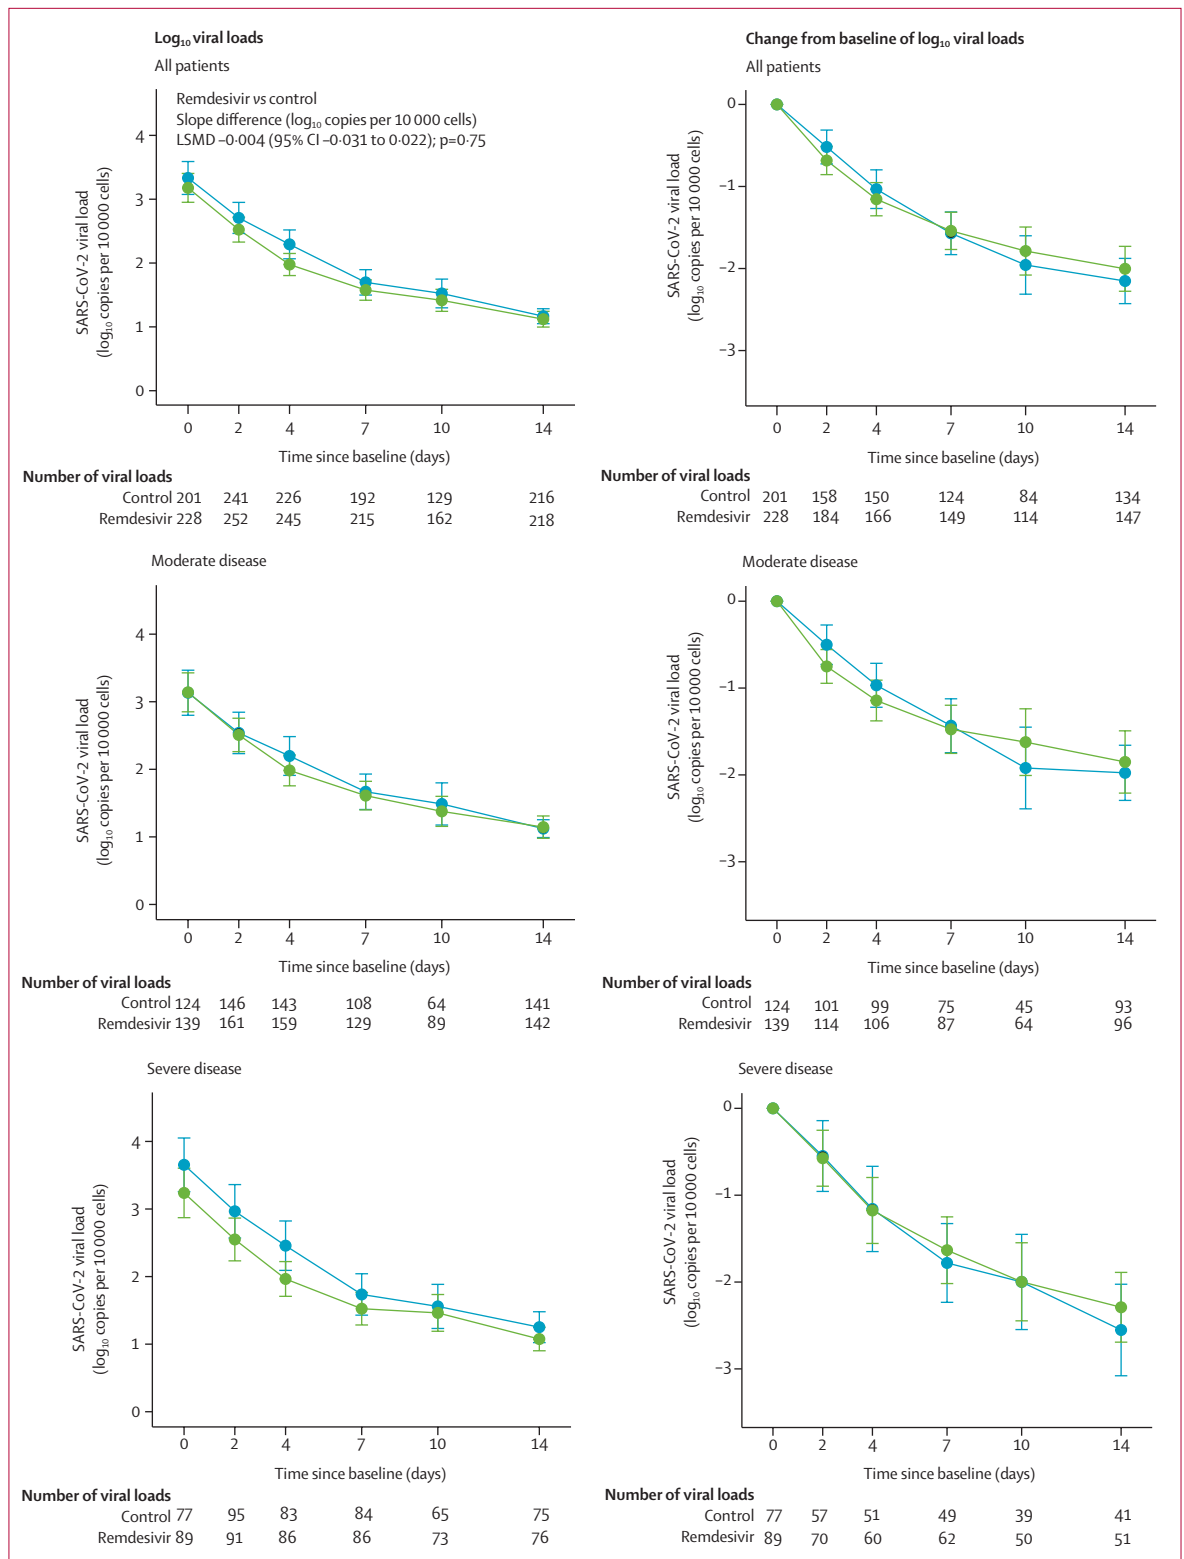 Log₁₀ viral loads
All patients
Remdesivir vs control
Slope difference (log₁₀ copies per 10 000 cells)
LSMD –0·004 (95% CI –0·031 to 0·022); p=0·75
SARS-CoV-2 viral load
(log₁₀ copies per 10 000 cells)
4
3
2
1
0
0 2 4 7 10 14
Time since baseline (days)
Number of viral loads
Control 201 241 226 192 129 216
Remdesivir 228 252 245 215 162 218
Change from baseline of log₁₀ viral loads
All patients
SARS-CoV-2 viral load
(log₁₀ copies per 10 000 cells)
0
–1
–2
–3
0 2 4 7 10 14
Time since baseline (days)
Number of viral loads
Control 201 158 150 124 84 134
Remdesivir 228 184 166 149 114 147
Moderate disease
SARS-CoV-2 viral load
(log₁₀ copies per 10 000 cells)
4
3
2
1
0
0 2 4 7 10 14
Time since baseline (days)
Number of viral loads
Control 124 146 143 108 64 141
Remdesivir 139 161 159 129 89 142
Moderate disease
SARS-CoV-2 viral load
(log₁₀ copies per 10 000 cells)
0
–1
–2
–3
0 2 4 7 10 14
Time since baseline (days)
Number of viral loads
Control 124 101 99 75 45 93
Remdesivir 139 114 106 87 64 96
Severe disease
SARS-CoV-2 viral load
(log₁₀ copies per 10 000 cells)
4
3
2
1
0
0 2 4 7 10 14
Time since baseline (days)
Number of viral loads
Control 77 95 83 84 65 75
Remdesivir 89 91 86 86 73 76
Severe disease
SARS-CoV-2 viral load
(log₁₀ copies per 10 000 cells)
0
–1
–2
–3
0 2 4 7 10 14
Time since baseline (days)
Number of viral loads
Control 77 57 51 49 39 41
Remdesivir 89 70 60 62 50 51